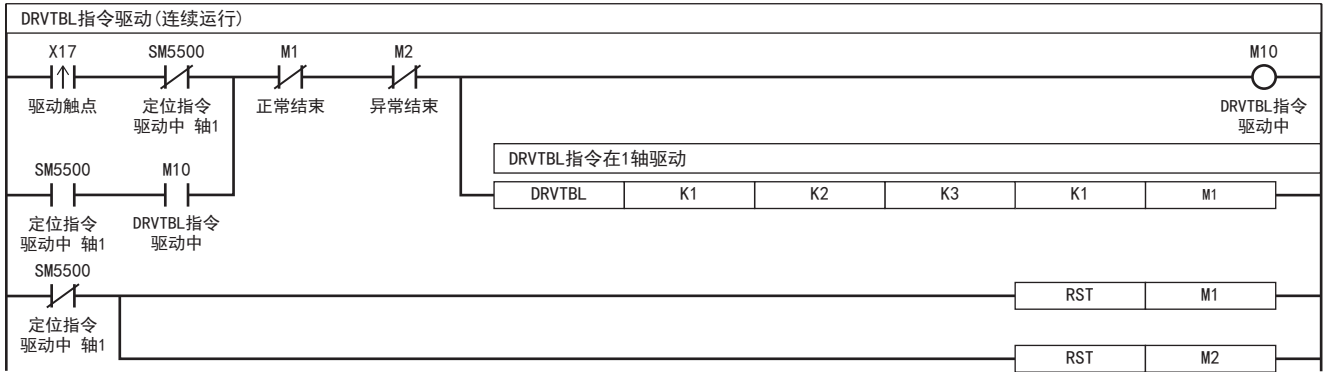 DRVTBL指令驱动(连续运行)
X17 SM5500 M1 M2 M10
驱动触点 定位指令 正常结束 异常结束 DRVTBL指令
驱动中 轴1 驱动中
DRVTBL指令在1轴驱动
SM5500 M10
DRVTBL K1 K2 K3 K1 M1
定位指令 DRVTBL指令
驱动中 轴1 驱动中
SM5500
RST M1
定位指令
驱动中 轴1
RST M2